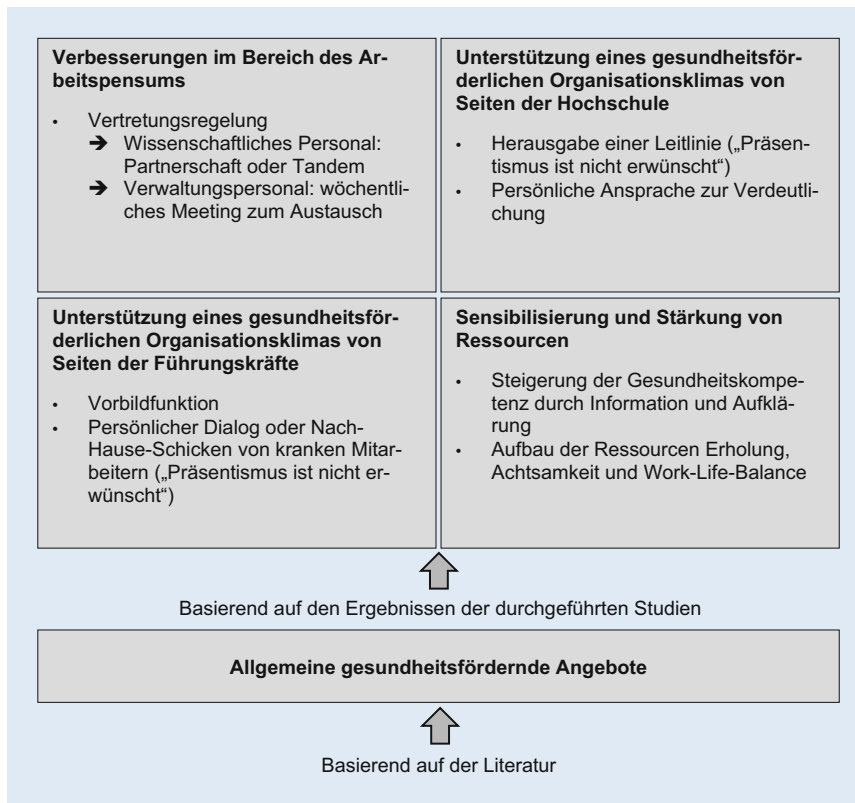 Verbesserungen im Bereich des Ar-
beitspensums
• Vertretungsregelung
➔ Wissenschaftliches Personal:
Partnerschaft oder Tandem
➔ Verwaltungspersonal: wöchentli-
ches Meeting zum Austausch
Unterstützung eines gesundheitsför-
derlichen Organisationsklimas von
Seiten der Hochschule
• Herausgabe einer Leitlinie („Präsen-
tismus ist nicht erwünscht“)
• Persönliche Ansprache zur Verdeutli-
chung
Unterstützung eines gesundheitsför-
derlichen Organisationsklimas von
Seiten der Führungskräfte
• Vorbildfunktion
• Persönlicher Dialog oder Nach-
Hause-Schicken von kranken Mitar-
beitern („Präsentismus ist nicht er-
wünscht“)
Sensibilisierung und Stärkung von
Ressourcen
• Steigerung der Gesundheitskompe-
tenz durch Information und Aufklä-
rung
• Aufbau der Ressourcen Erholung,
Achtsamkeit und Work-Life-Balance
Basierend auf den Ergebnissen der durchgeführten Studien
Allgemeine gesundheitsfördernde Angebote
Basierend auf der Literatur